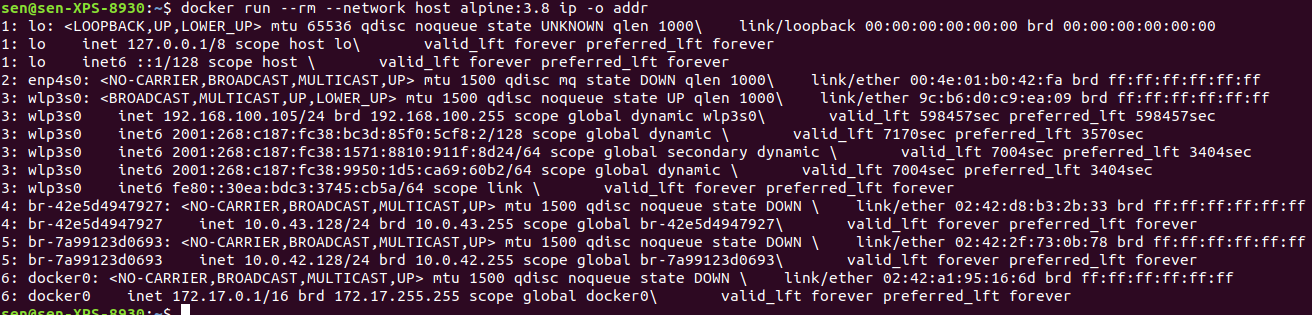 sen@sen-XPS-8930:~$ docker run --rm --network host alpine:3.8 ip -o addr
1: lo: <LOOPBACK,UP,LOWER_UP> mtu 65536 qdisc noqueue state UNKNOWN qlen 1000\    link/loopback 00:00:00:00:00:00 brd 00:00:00:00:00:00
1: lo    inet 127.0.0.1/8 scope host lo\       valid_lft forever preferred_lft forever
1: lo    inet6 ::1/128 scope host \       valid_lft forever preferred_lft forever
2: enp4s0: <NO-CARRIER,BROADCAST,MULTICAST,UP> mtu 1500 qdisc mq state DOWN qlen 1000\    link/ether 00:4e:01:b0:42:fa brd ff:ff:ff:ff:ff:ff
3: wlp3s0: <BROADCAST,MULTICAST,UP,LOWER_UP> mtu 1500 qdisc noqueue state UP qlen 1000\    link/ether 9c:b6:d0:c9:ea:09 brd ff:ff:ff:ff:ff:ff
3: wlp3s0    inet 192.168.100.105/24 brd 192.168.100.255 scope global dynamic wlp3s0\       valid_lft 598457sec preferred_lft 598457sec
3: wlp3s0    inet6 2001:268:c187:fc38:bc3d:85f0:5cf8:2/128 scope global dynamic \       valid_lft 7170sec preferred_lft 3570sec
3: wlp3s0    inet6 2001:268:c187:fc38:1571:8810:911f:8d24/64 scope global secondary dynamic \       valid_lft 7004sec preferred_lft 3404sec
3: wlp3s0    inet6 2001:268:c187:fc38:9950:1d5:ca69:60b2/64 scope global dynamic \       valid_lft 7004sec preferred_lft 3404sec
3: wlp3s0    inet6 fe80::30ea:bdc3:3745:cb5a/64 scope link \       valid_lft forever preferred_lft forever
4: br-42e5d4947927: <NO-CARRIER,BROADCAST,MULTICAST,UP> mtu 1500 qdisc noqueue state DOWN \    link/ether 02:42:d8:b3:2b:33 brd ff:ff:ff:ff:ff:ff
4: br-42e5d4947927    inet 10.0.43.128/24 brd 10.0.43.255 scope global br-42e5d4947927\       valid_lft forever preferred_lft forever
5: br-7a99123d0693: <NO-CARRIER,BROADCAST,MULTICAST,UP> mtu 1500 qdisc noqueue state DOWN \    link/ether 02:42:2f:73:0b:78 brd ff:ff:ff:ff:ff:ff
5: br-7a99123d0693    inet 10.0.42.128/24 brd 10.0.42.255 scope global br-7a99123d0693\       valid_lft forever preferred_lft forever
6: docker0: <NO-CARRIER,BROADCAST,MULTICAST,UP> mtu 1500 qdisc noqueue state DOWN \    link/ether 02:42:a1:95:16:6d brd ff:ff:ff:ff:ff:ff
6: docker0    inet 172.17.0.1/16 brd 172.17.255.255 scope global docker0\       valid_lft forever preferred_lft forever
sen@sen-XPS-8930:~$